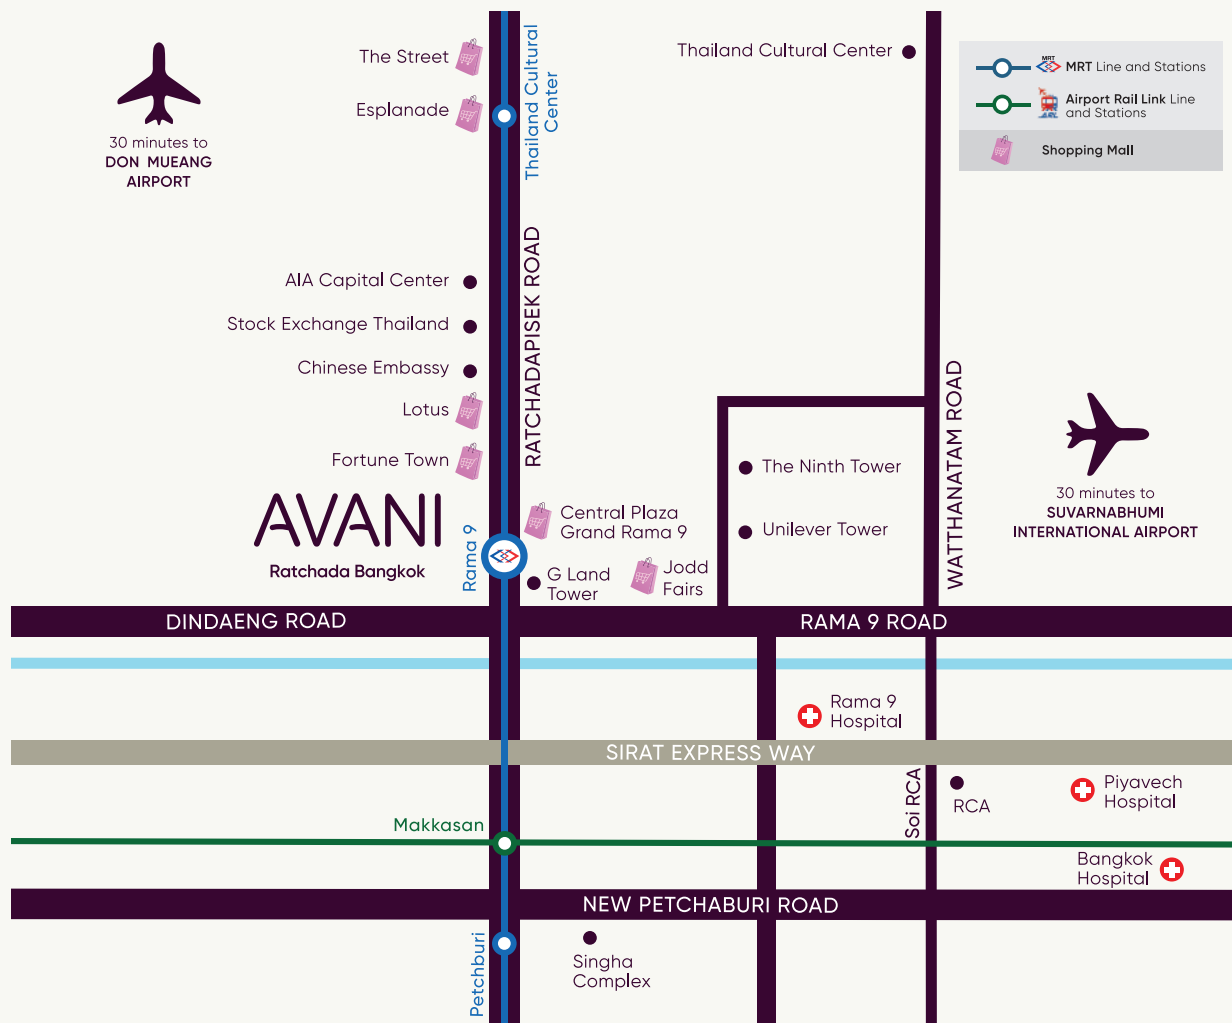 The Street
Esplanade
Thailand Cultural
Center
Thailand Cultural Center
MRT
MRT Line and Stations
Airport Rail Link Line
and Stations
Shopping Mall
30 minutes to
DON MUEANG
AIRPORT
RATCHADAPISEK ROAD
AIA Capital Center
Stock Exchange Thailand
Chinese Embassy
Lotus
Fortune Town
AVANI
Ratchada Bangkok
Rama 9
Central Plaza
Grand Rama 9
G Land
Tower
Jodd
Fairs
The Ninth Tower
Unilever Tower
WATTHANATAM ROAD
30 minutes to
SUVARNABHUMI
INTERNATIONAL AIRPORT
DINDAENG ROAD
RAMA 9 ROAD
Rama 9
Hospital
SIRAT EXPRESS WAY
Soi RCA
RCA
Piyavech
Hospital
Makkasan
Bangkok
Hospital
NEW PETCHABURI ROAD
Petchburi
Singha
Complex